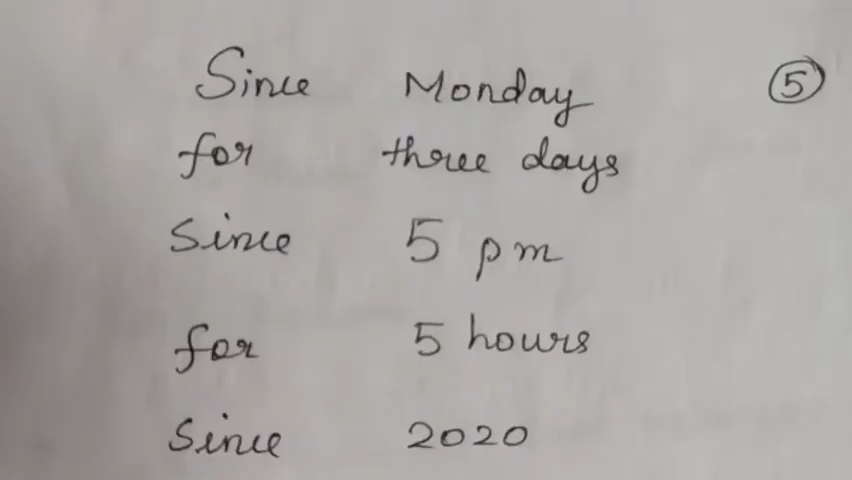 Since Monday 5
for three days
Since 5 pm
for 5 hours
Since 2020